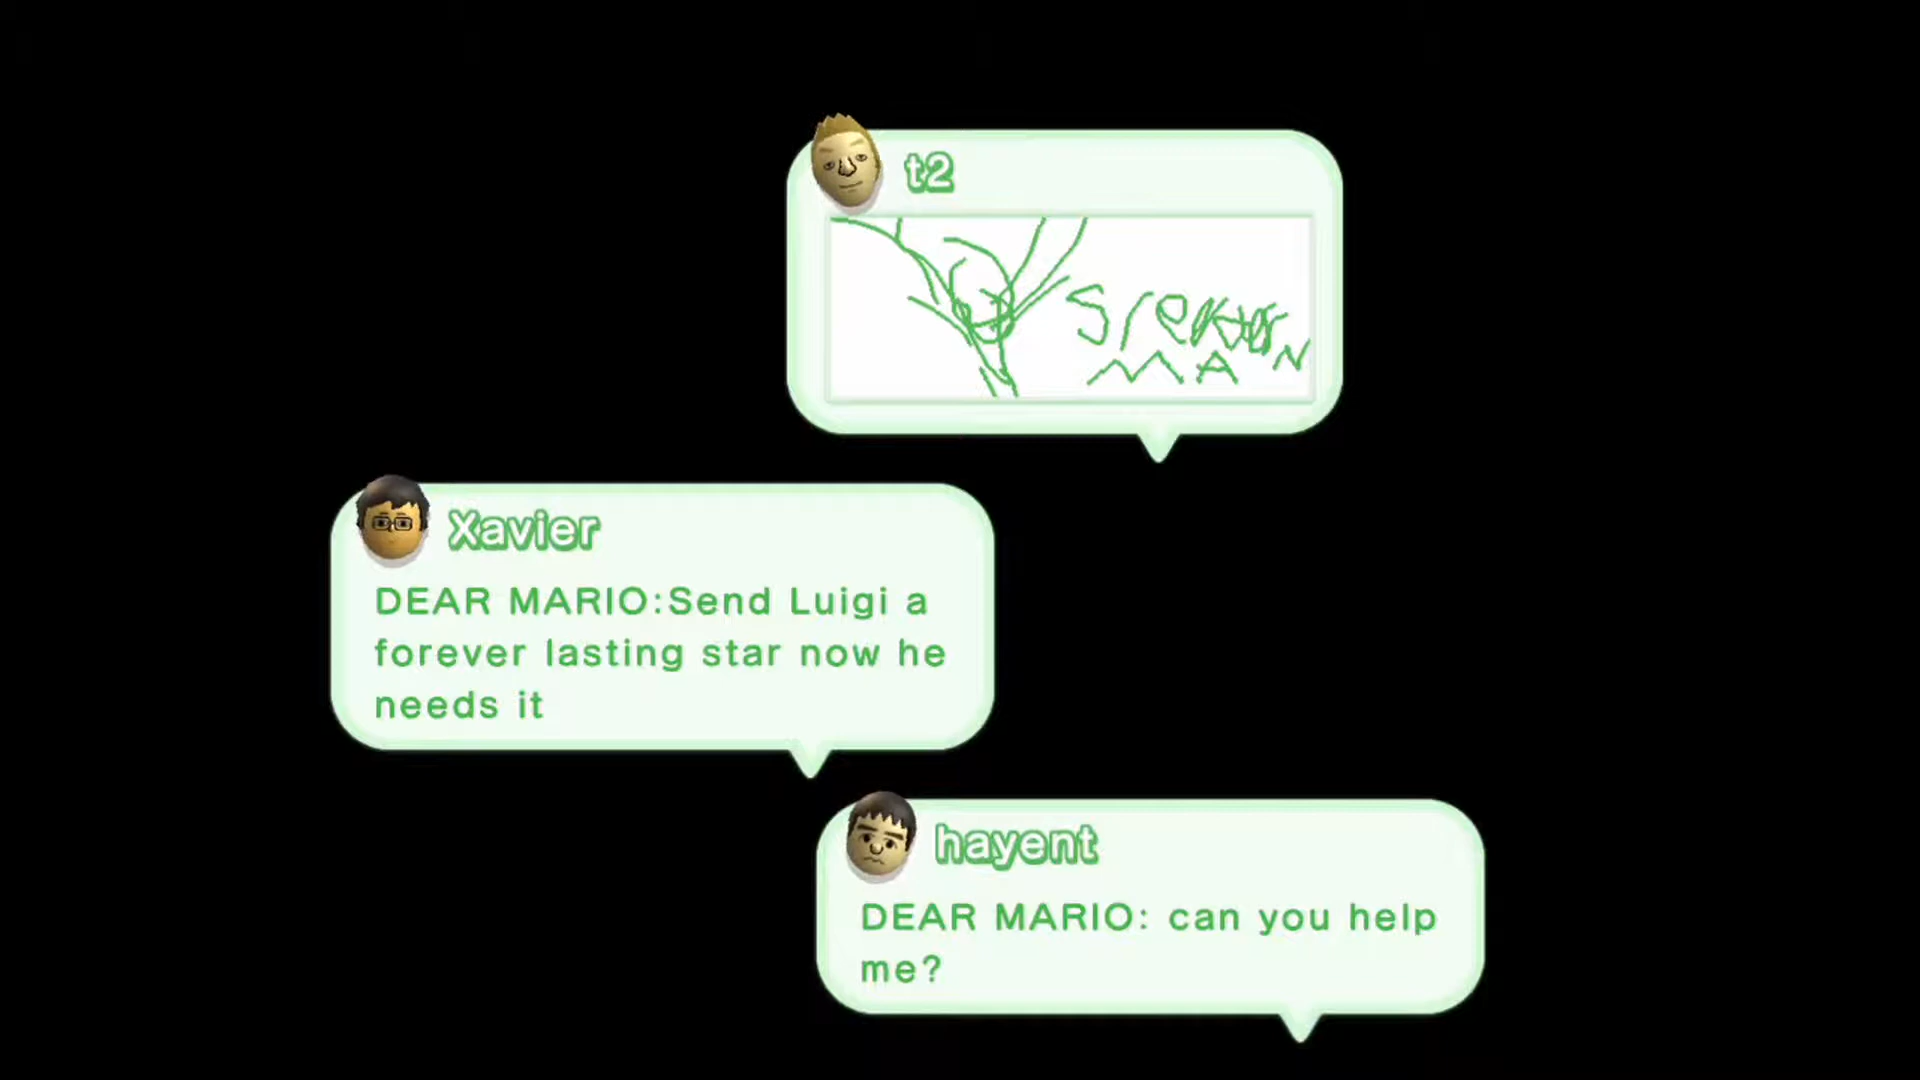 t2
MAN
Xavier
DEAR MARIO:Send Luigi a
forever lasting star now he
needs it
hayent
DEAR MARIO: can you help
me?